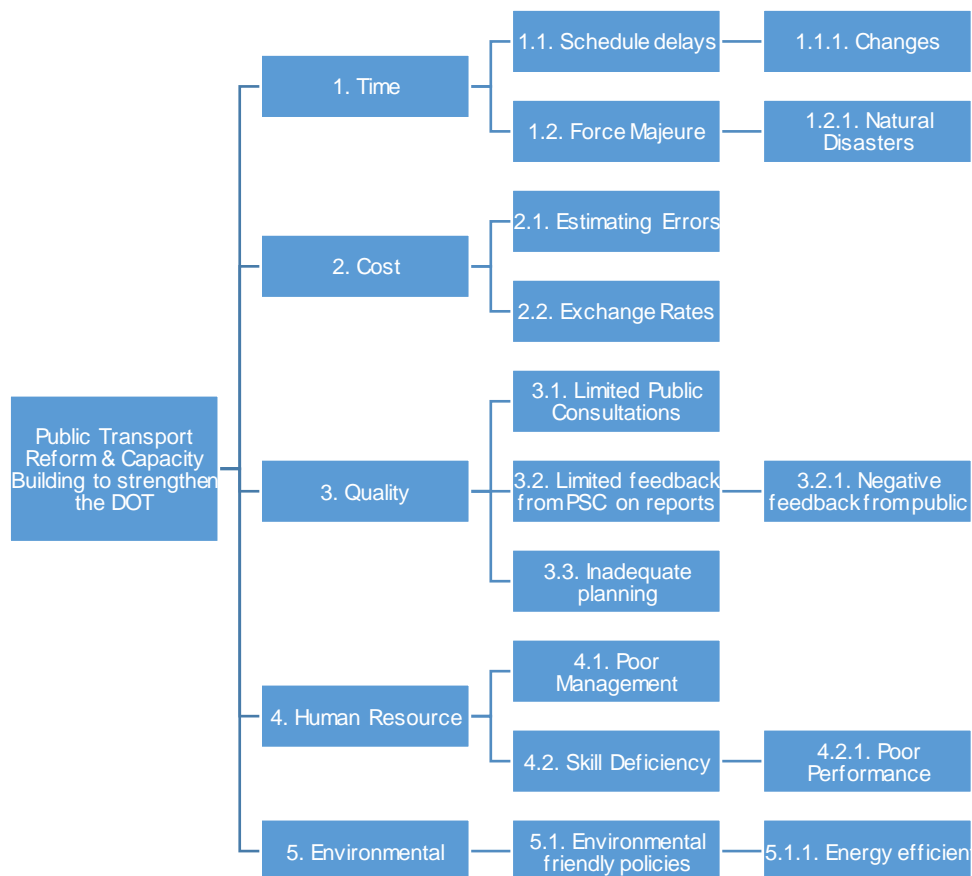 Public Transport
Reform & Capacity
Building to strengthen
the DOT
1. Time
1.1. Schedule delays
1.1.1. Changes
1.2. Force Majeure
1.2.1. Natural
Disasters
2. Cost
2.1. Estimating Errors
2.2. Exchange Rates
3. Quality
3.1. Limited Public
Consultations
3.2. Limited feedback
from PSC on reports
3.2.1. Negative
feedback from public
3.3. Inadequate
planning
4. Human Resource
4.1. Poor
Management
4.2. Skill Deficiency
4.2.1. Poor
Performance
5. Environmental
5.1. Environmental
friendly policies
5.1.1. Energy efficient